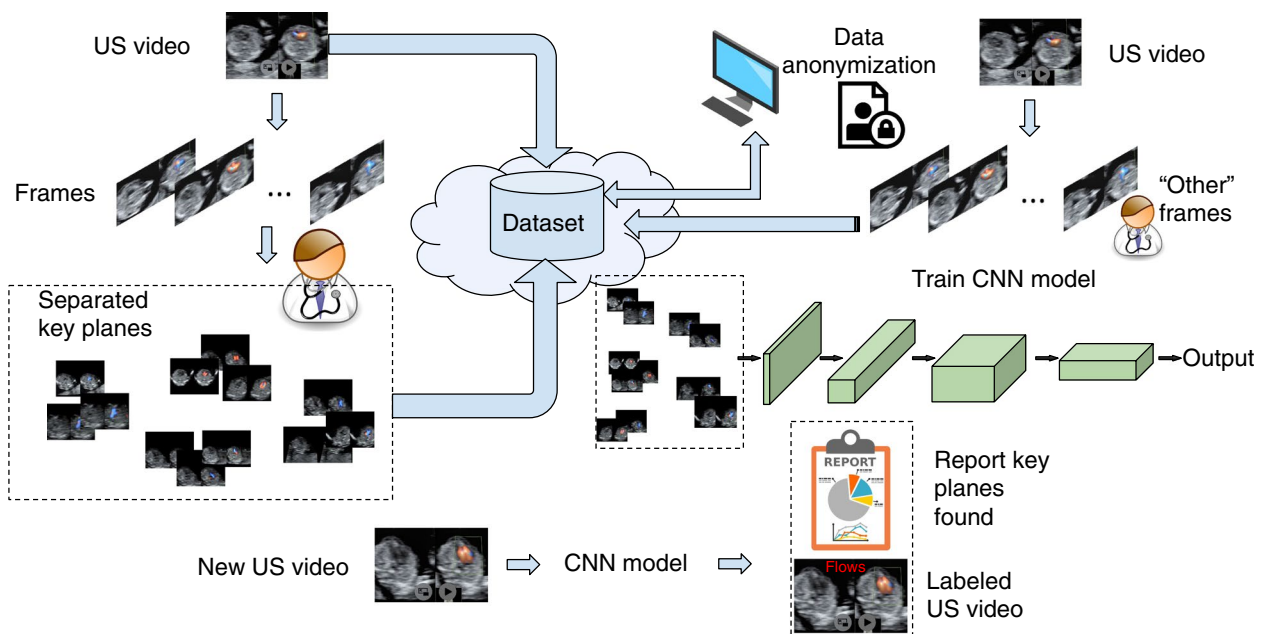 US video
Data
anonymization
US video
Frames
...
...
“Other”
frames
Dataset
Separated
key planes
Train CNN model
Output
REPORT
Report key
planes
found
New US video
CNN model
Flows
Labeled
US video